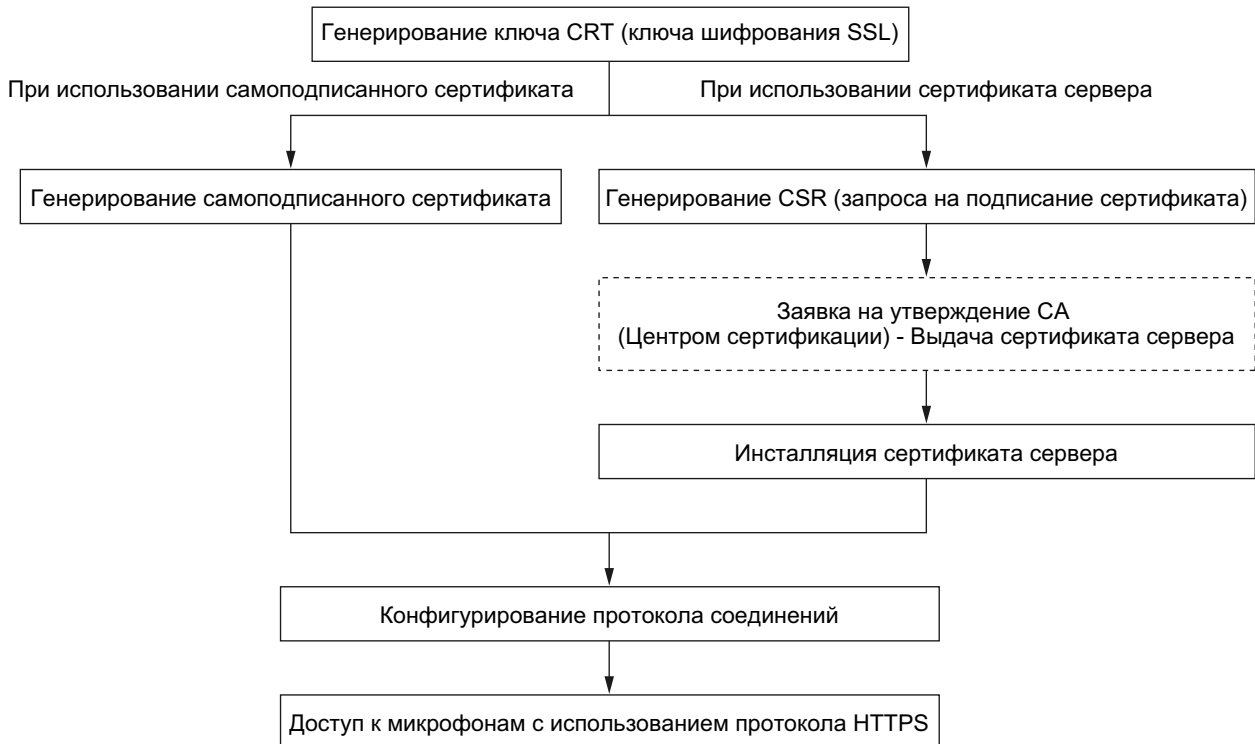 Генерирование ключа CRT (ключа шифрования SSL)
При использовании самоподписанного сертификата
При использовании сертификата сервера
Генерирование самоподписанного сертификата
Генерирование CSR (запроса на подписание сертификата)
Заявка на утверждение CA
(Центром сертификации) - Выдача сертификата сервера
Инсталляция сертификата сервера
Конфигурирование протокола соединений
Доступ к микрофонам с использованием протокола HTTPS